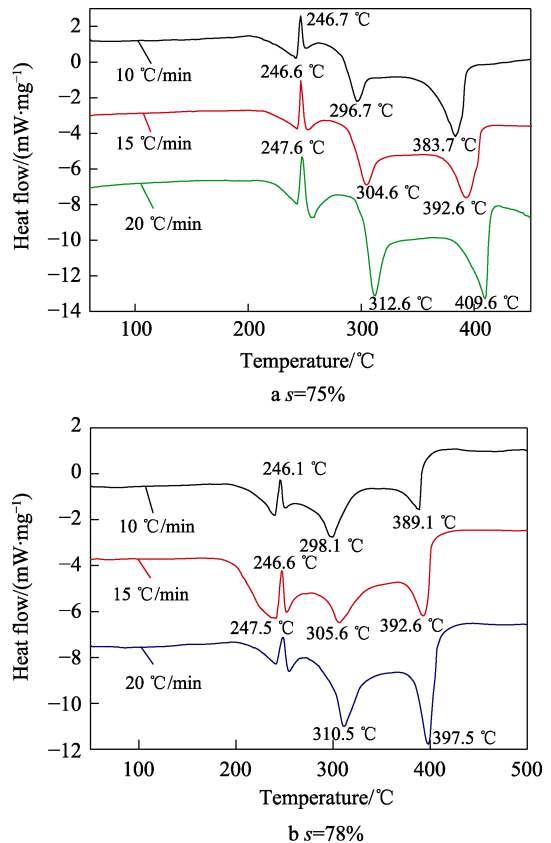 2
246.7 ℃
0
10 ℃/min
246.6 ℃
−2
296.7 ℃
383.7 ℃
−4
15 ℃/min
247.6 ℃
−6
304.6 ℃
392.6 ℃
−8
20 ℃/min
−10
−12
312.6 ℃
409.6 ℃
−14
Heat flow/(mW·mg⁻¹)
100 200 300 400
Temperature/℃
a s=75%
2
246.1 ℃
0
−2
10 ℃/min
298.1 ℃
389.1 ℃
−4
246.6 ℃
15 ℃/min
−6
247.5 ℃
305.6 ℃
392.6 ℃
−8
20 ℃/min
−10
310.5 ℃
397.5 ℃
−12
Heat flow/(mW·mg⁻¹)
100 200 300 400 500
Temperature/℃
b s=78%